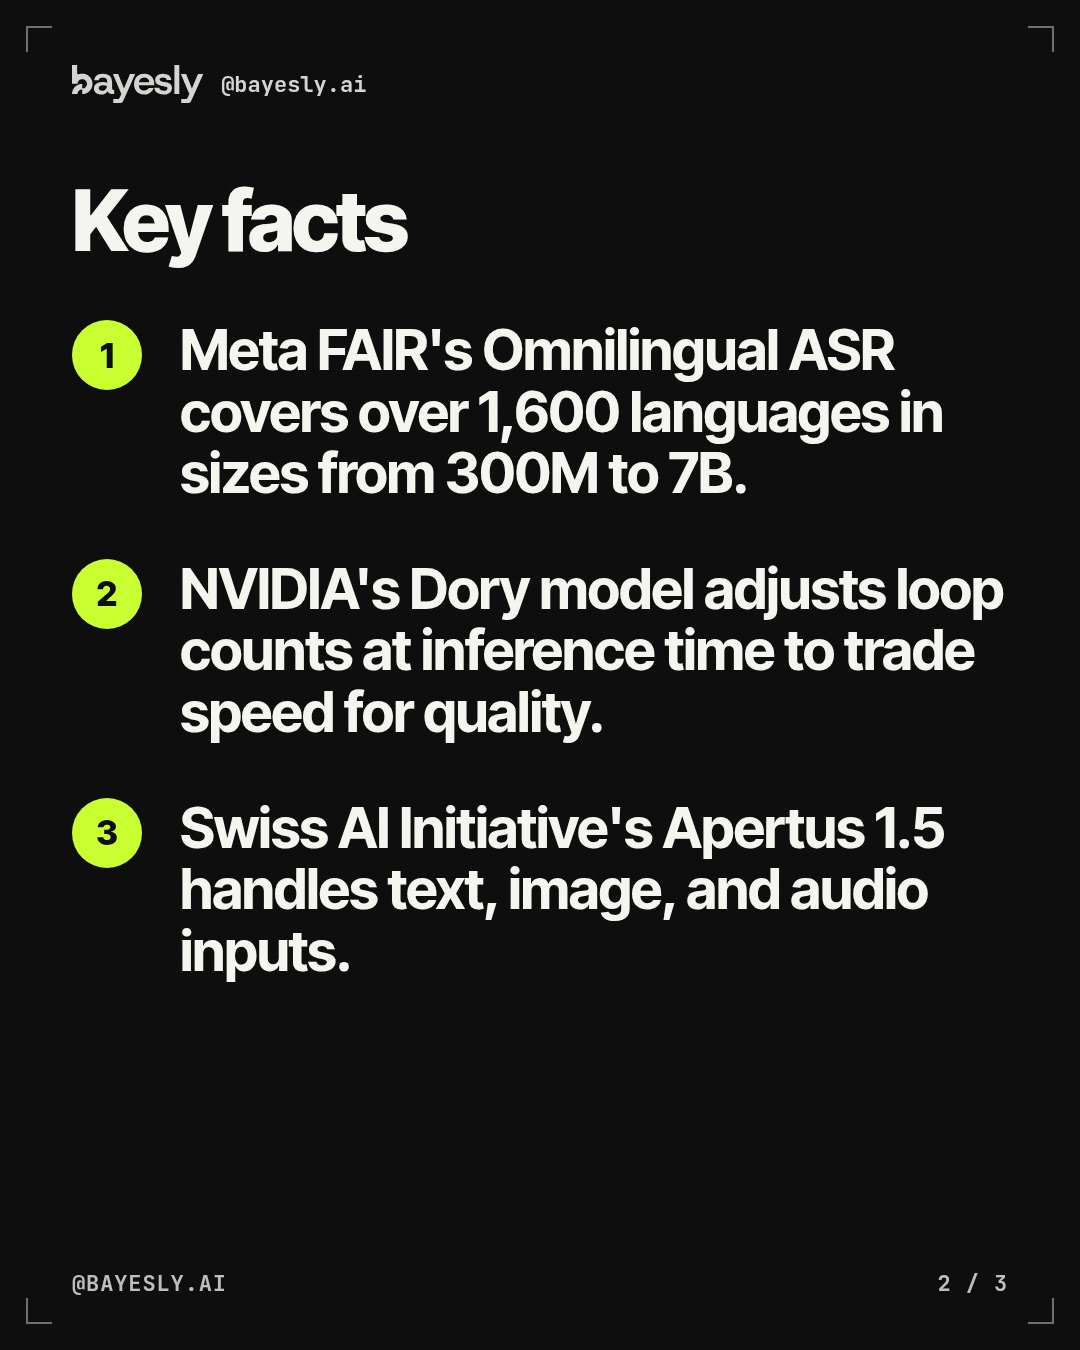 bayesly @bayesly.ai
Key facts
1 Meta FAIR's Omnilingual ASR
covers over 1,600 languages in
sizes from 300M to 7B.
2 NVIDIA's Dory model adjusts loop
counts at inference time to trade
speed for quality.
3 Swiss AI Initiative's Apertus 1.5
handles text, image, and audio
inputs.
@BAYESLY.AI 2 / 3